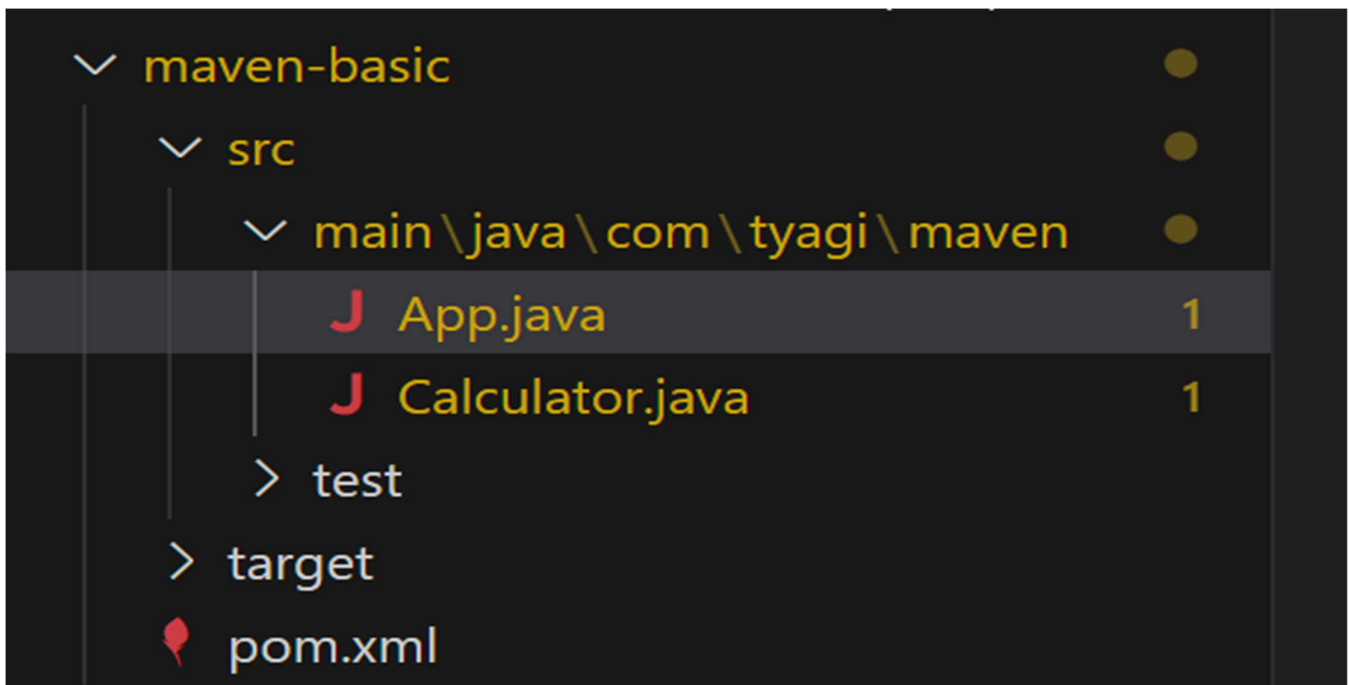 maven-basic
src
main\java\com\tyagi\maven
App.java 1
Calculator.java 1
test
target
pom.xml